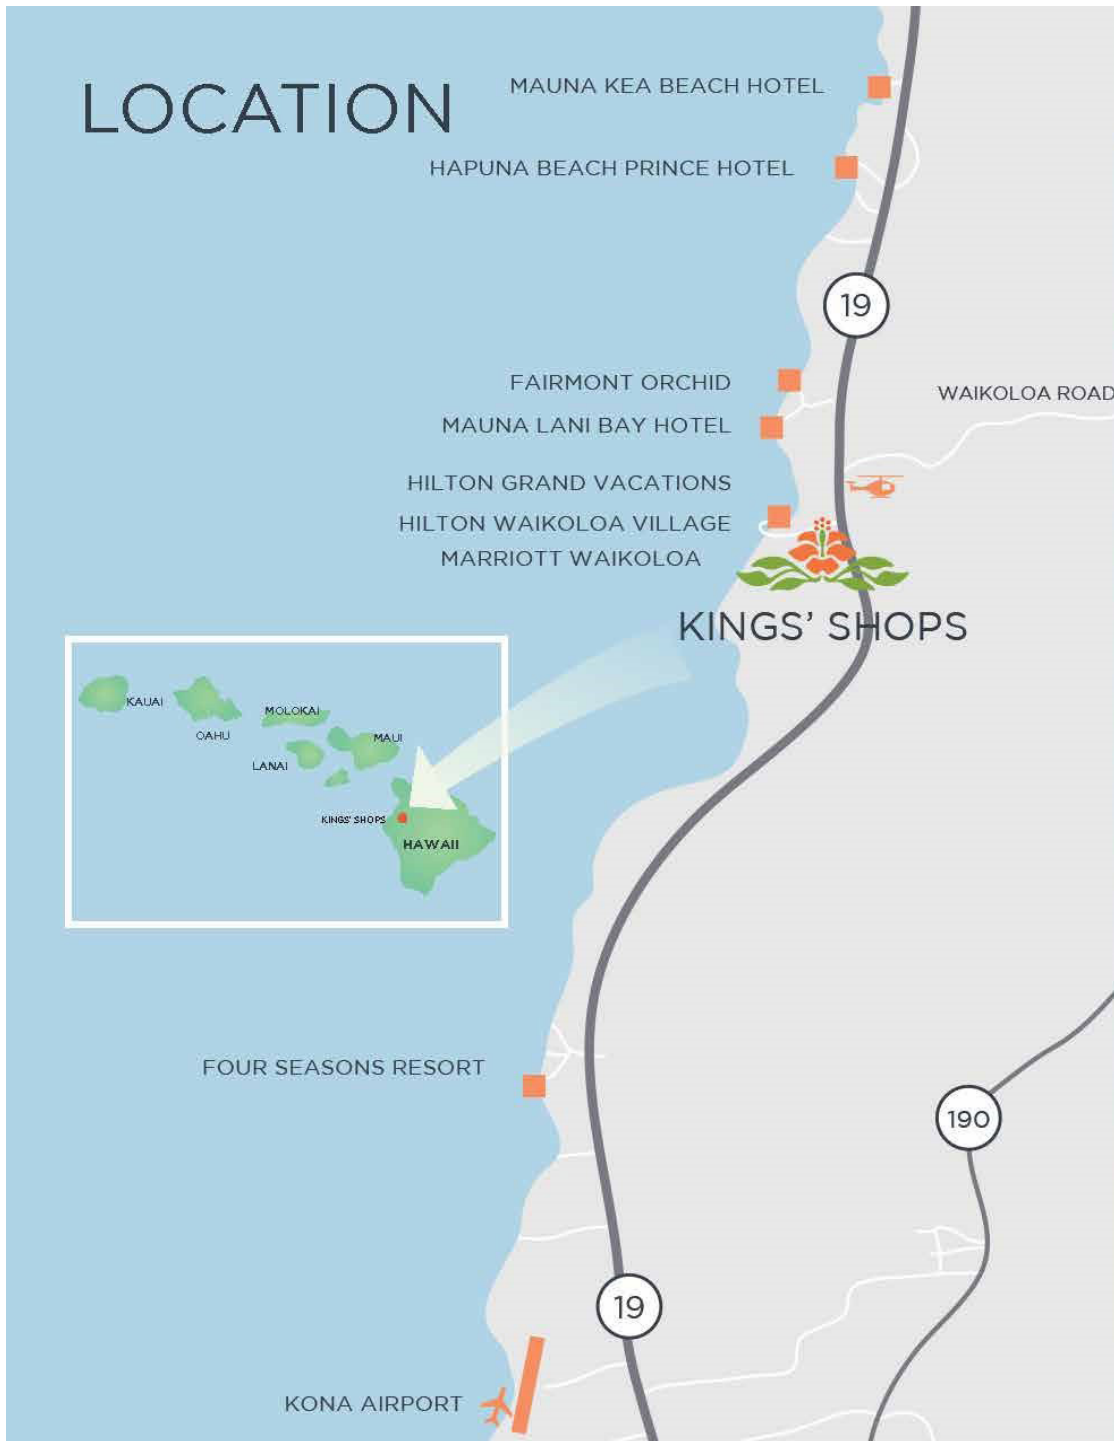 LOCATION
MAUNA KEA BEACH HOTEL
HAPUNA BEACH PRINCE HOTEL
19
FAIRMONT ORCHID
WAIKOLOA ROAD
MAUNA LANI BAY HOTEL
HILTON GRAND VACATIONS
HILTON WAIKOLOA VILLAGE
MARRIOTT WAIKOLOA
KINGS' SHOPS
KAUAI
OAHU
MOLOKAI
LANAI
MAUI
KINGS' SHOPS
HAWAII
FOUR SEASONS RESORT
190
19
KONA AIRPORT